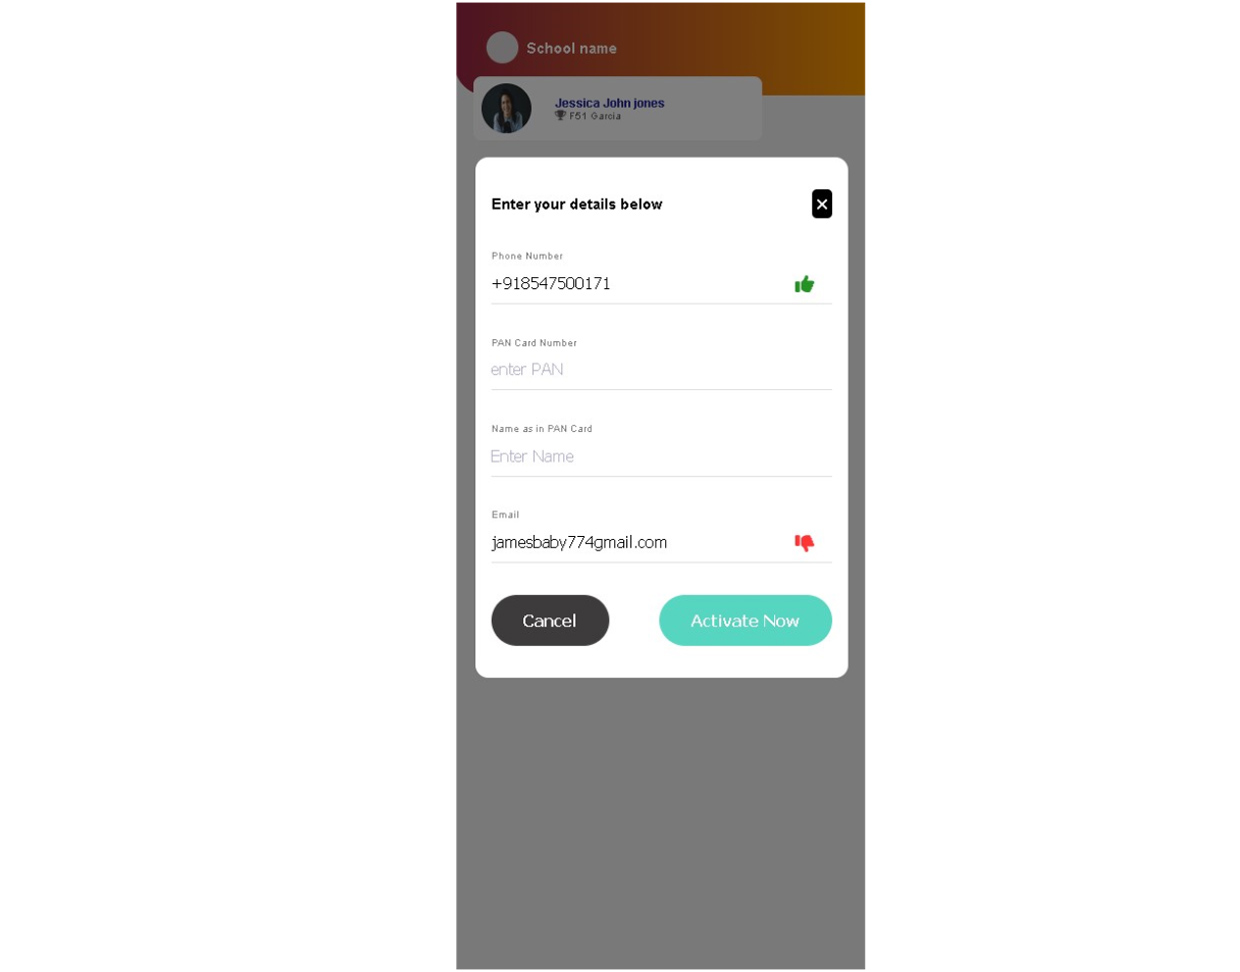 School name
Jessica John jones
F51 Garcia
Enter your details below
Phone Number
+918547500171
PAN Card Number
enter PAN
Name as in PAN Card
Enter Name
Email
jamesbaby774gmail.com
Cancel
Activate Now